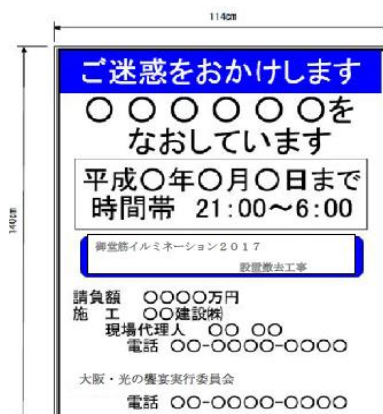 114cm
140cm
ご迷惑をおかけします
〇〇〇〇〇〇を
なおしています
平成〇年〇月〇日まで
時間帯 21:00～6:00
御堂筋イルミネーション2017
設置撤去工事
請負額 〇〇〇〇万円
施 工 〇〇建設㈱
現場代理人 〇〇 〇〇
電話 〇〇-〇〇〇〇-〇〇〇〇
大阪・光の饗宴実行委員会
電話 〇〇-〇〇〇〇-〇〇〇〇